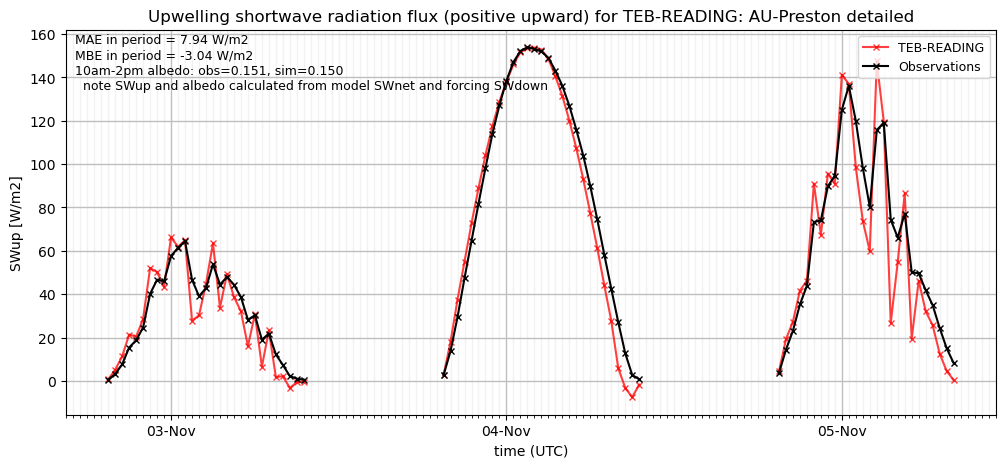 Upwelling shortwave radiation flux (positive upward) for TEB-READING: AU-Preston detailed
MAE in period = 7.94 W/m2
MBE in period = -3.04 W/m2
10am-2pm albedo: obs=0.151, sim=0.150
note SWup and albedo calculated from model SWnet and forcing SWdown
TEB-READING
Observations
SWup [W/m2]
160
140
120
100
80
60
40
20
0
03-Nov
04-Nov
05-Nov
time (UTC)